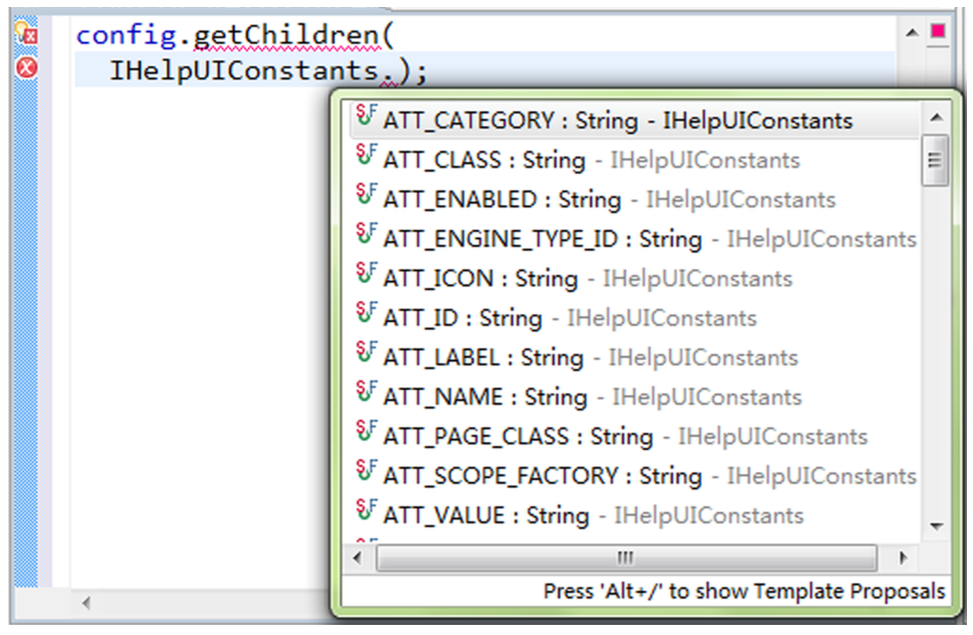 config.getChildren(
IHelpUIConstants.);
ATT_CATEGORY : String - IHelpUIConstants
ATT_CLASS : String - IHelpUIConstants
ATT_ENABLED : String - IHelpUIConstants
ATT_ENGINE_TYPE_ID : String - IHelpUIConstants
ATT_ICON : String - IHelpUIConstants
ATT_ID : String - IHelpUIConstants
ATT_LABEL : String - IHelpUIConstants
ATT_NAME : String - IHelpUIConstants
ATT_PAGE_CLASS : String - IHelpUIConstants
ATT_SCOPE_FACTORY : String - IHelpUIConstants
ATT_VALUE : String - IHelpUIConstants
Press 'Alt+/' to show Template Proposals